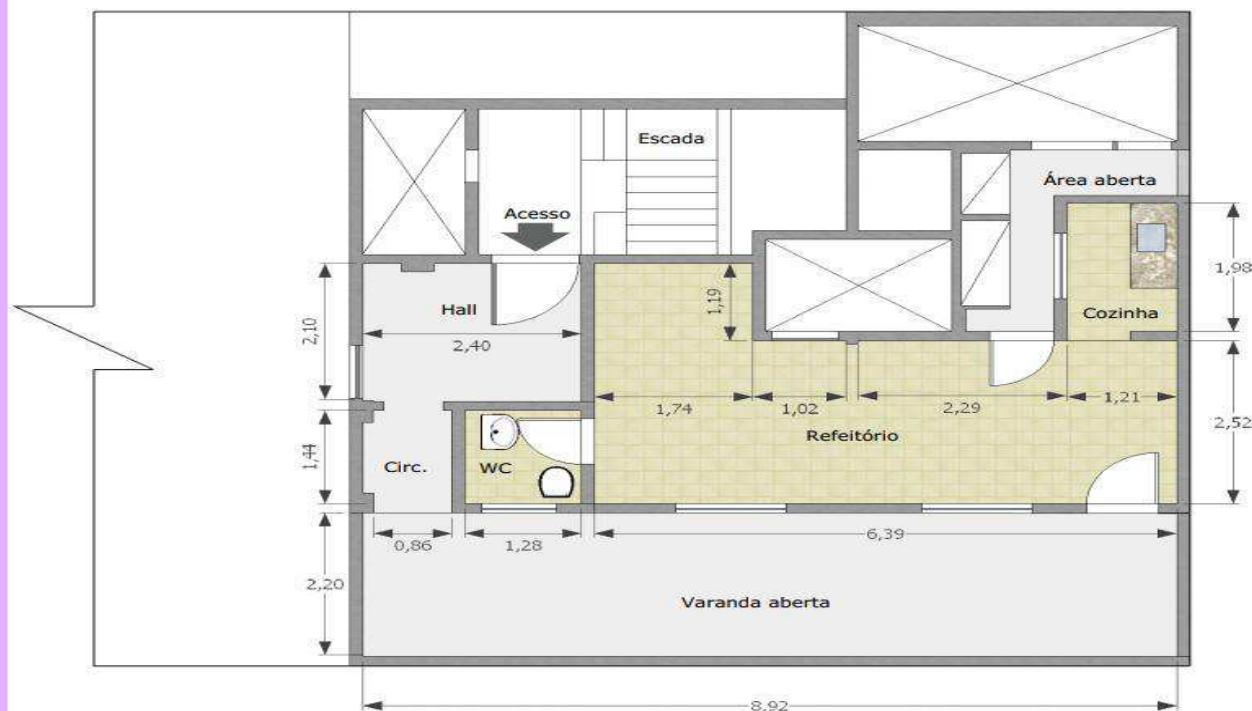 Escada
Área aberta
Acesso
1,98
Cozinha
1,19
Hall
2,10
2,40
1,74
1,02
2,29
1,21
2,52
Refeitório
1,44
Circ.
WC
0,86
1,28
6,39
2,20
Varanda aberta
8,92